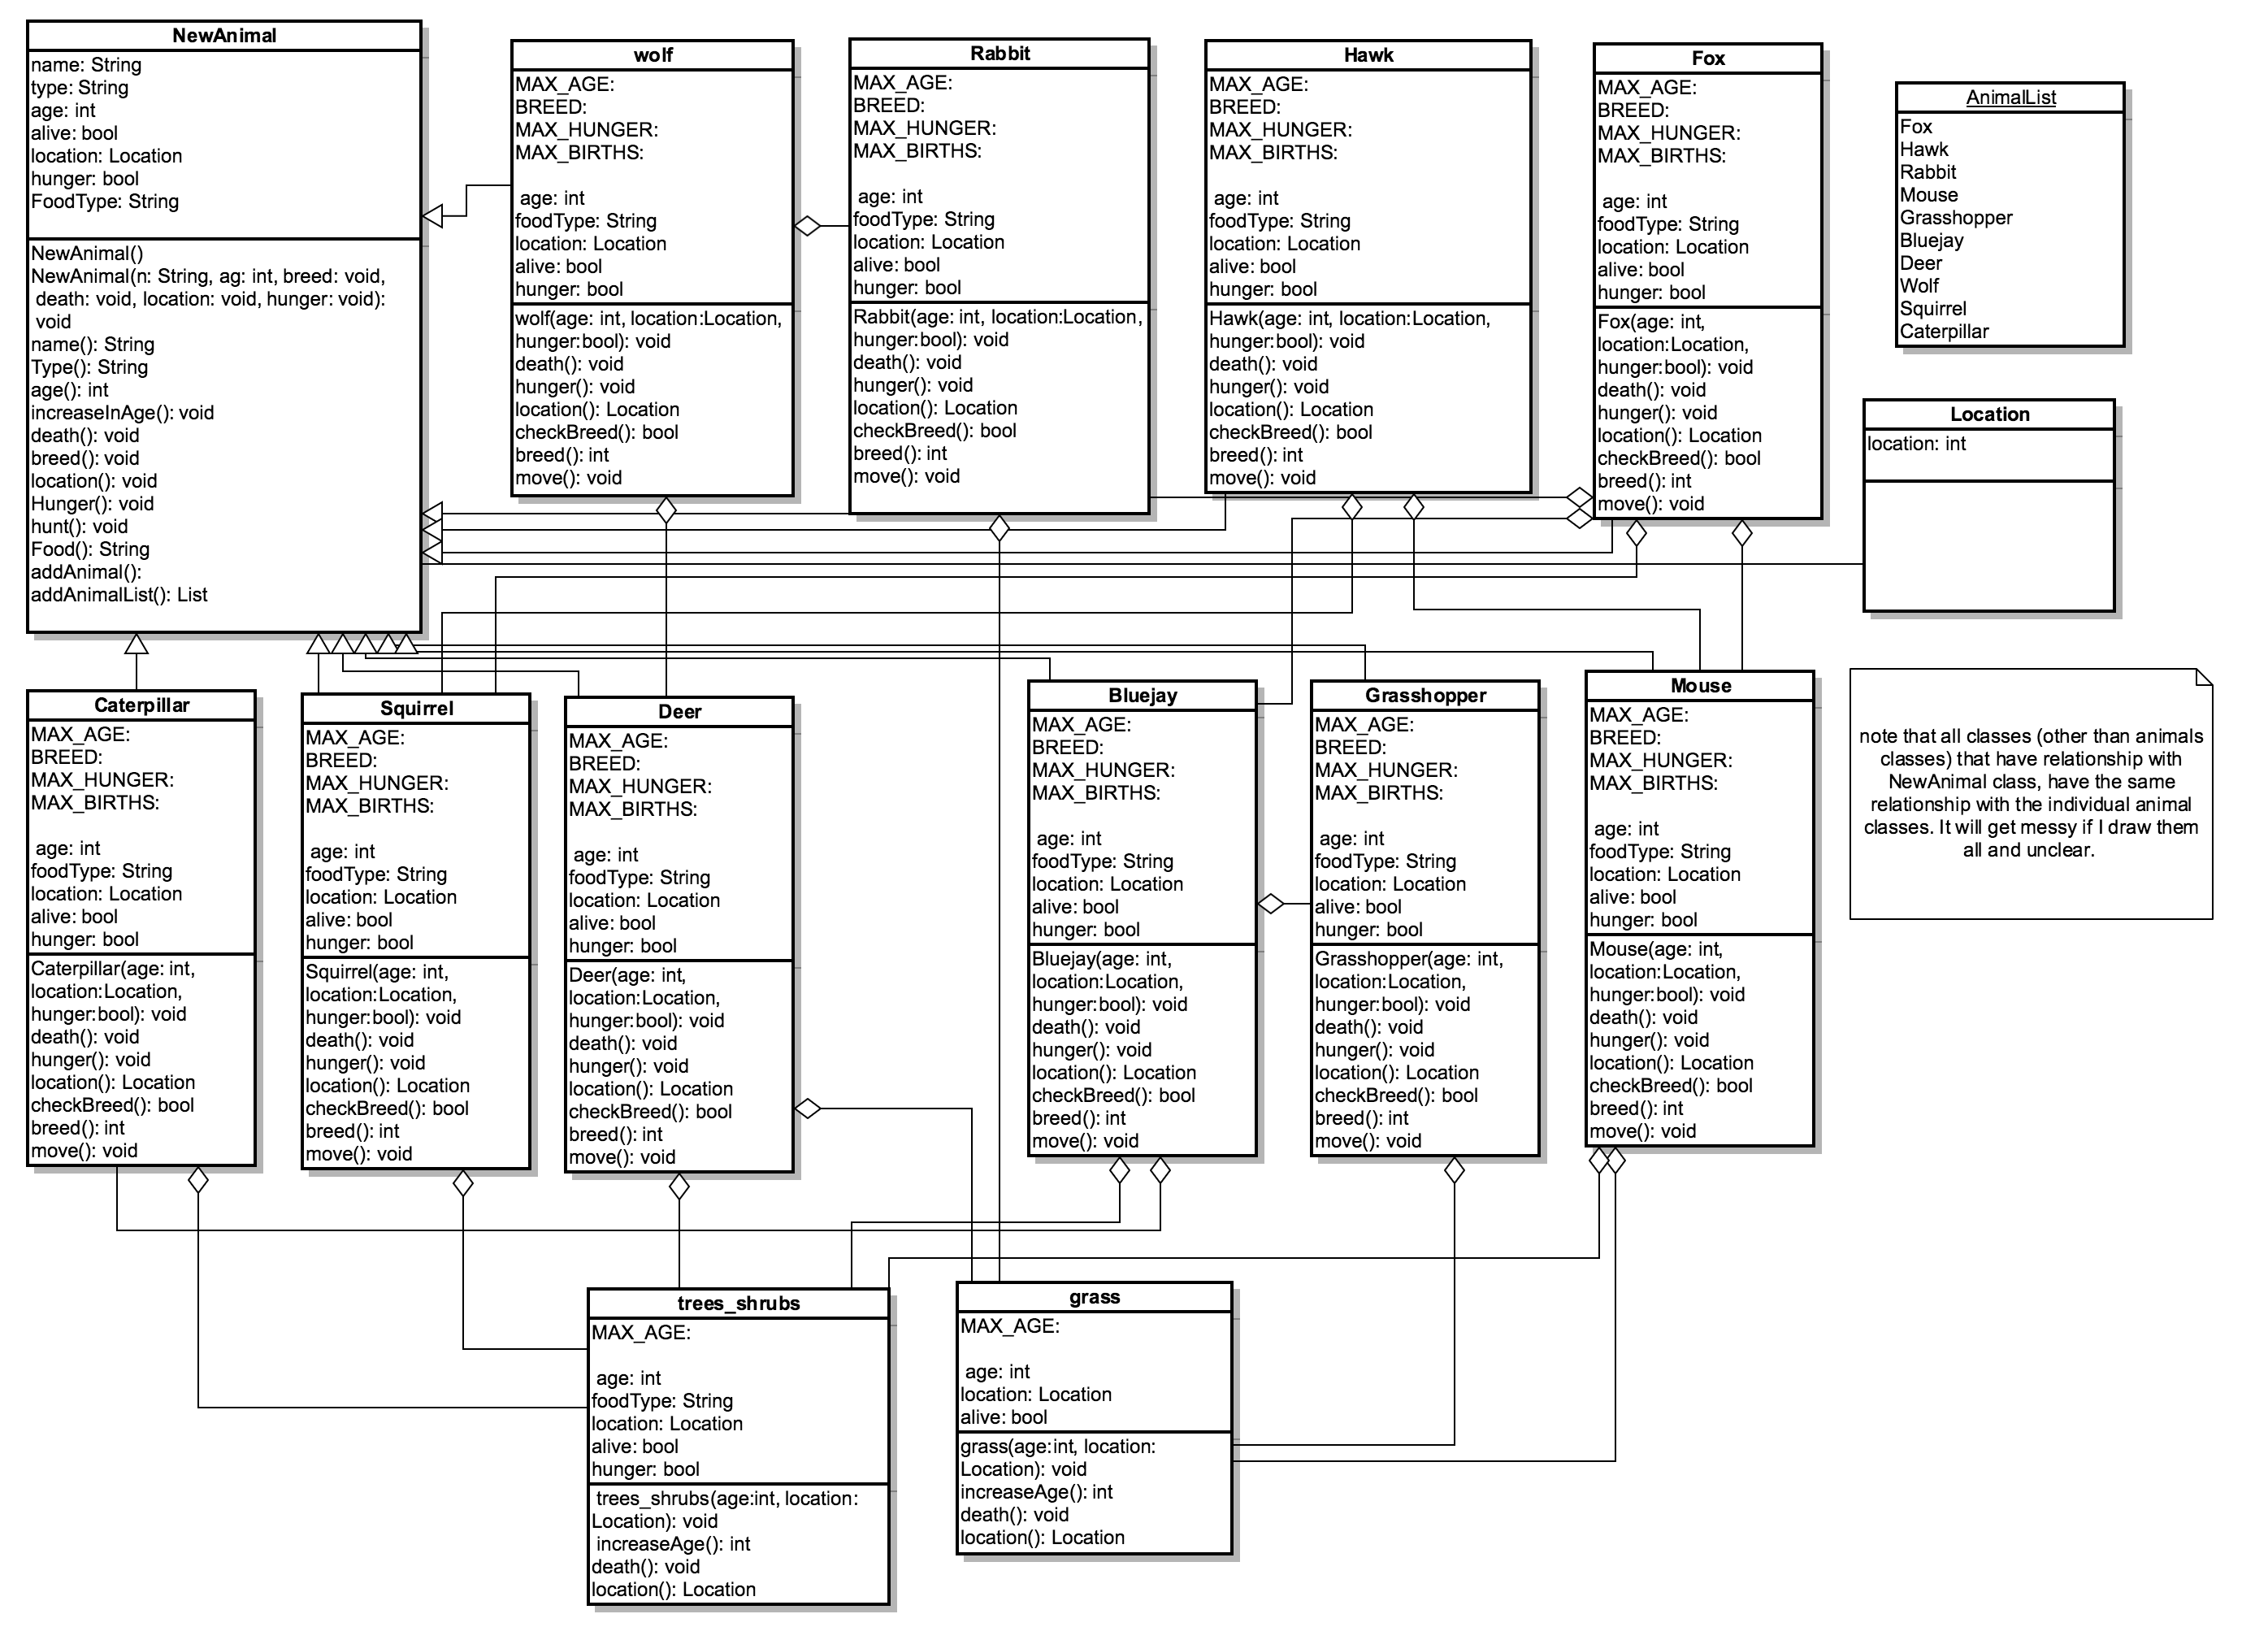 NewAnimal
name: String
type: String
age: int
alive: bool
location: Location
hunger: bool
FoodType: String
NewAnimal()
NewAnimal(n: String, ag: int, breed: void,
death: void, location: void, hunger: void):
void
name(): String
Type(): String
age(): int
increaseInAge(): void
death(): void
breed(): void
location(): void
Hunger(): void
hunt(): void
Food(): String
addAnimal():
addAnimalList(): List
wolf
MAX_AGE:
BREED:
MAX_HUNGER:
MAX_BIRTHS:
age: int
foodType: String
location: Location
alive: bool
hunger: bool
wolf(age: int, location:Location,
hunger:bool): void
death(): void
hunger(): void
location(): Location
checkBreed(): bool
breed(): int
move(): void
Rabbit
MAX_AGE:
BREED:
MAX_HUNGER:
MAX_BIRTHS:
age: int
foodType: String
location: Location
alive: bool
hunger: bool
Rabbit(age: int, location:Location,
hunger:bool): void
death(): void
hunger(): void
location(): Location
checkBreed(): bool
breed(): int
move(): void
Hawk
MAX_AGE:
BREED:
MAX_HUNGER:
MAX_BIRTHS:
age: int
foodType: String
location: Location
alive: bool
hunger: bool
Hawk(age: int, location:Location,
hunger:bool): void
death(): void
hunger(): void
location(): Location
checkBreed(): bool
breed(): int
move(): void
Fox
MAX_AGE:
BREED:
MAX_HUNGER:
MAX_BIRTHS:
age: int
foodType: String
location: Location
alive: bool
hunger: bool
Fox(age: int,
location:Location,
hunger:bool): void
death(): void
hunger(): void
location(): Location
checkBreed(): bool
breed(): int
move(): void
AnimalList
Fox
Hawk
Rabbit
Mouse
Grasshopper
Bluejay
Deer
Wolf
Squirrel
Caterpillar
Location
location: int
Caterpillar
MAX_AGE:
BREED:
MAX_HUNGER:
MAX_BIRTHS:
age: int
foodType: String
location: Location
alive: bool
hunger: bool
Caterpillar(age: int,
location:Location,
hunger:bool): void
death(): void
hunger(): void
location(): Location
checkBreed(): bool
breed(): int
move(): void
Squirrel
MAX_AGE:
BREED:
MAX_HUNGER:
MAX_BIRTHS:
age: int
foodType: String
location: Location
alive: bool
hunger: bool
Squirrel(age: int,
location:Location,
hunger:bool): void
death(): void
hunger(): void
location(): Location
checkBreed(): bool
breed(): int
move(): void
Deer
MAX_AGE:
BREED:
MAX_HUNGER:
MAX_BIRTHS:
age: int
foodType: String
location: Location
alive: bool
hunger: bool
Deer(age: int,
location:Location,
hunger:bool): void
death(): void
hunger(): void
location(): Location
checkBreed(): bool
breed(): int
move(): void
Bluejay
MAX_AGE:
BREED:
MAX_HUNGER:
MAX_BIRTHS:
age: int
foodType: String
location: Location
alive: bool
hunger: bool
Bluejay(age: int,
location:Location,
hunger:bool): void
death(): void
hunger(): void
location(): Location
checkBreed(): bool
breed(): int
move(): void
Grasshopper
MAX_AGE:
BREED:
MAX_HUNGER:
MAX_BIRTHS:
age: int
foodType: String
location: Location
alive: bool
hunger: bool
Grasshopper(age: int,
location:Location,
hunger:bool): void
death(): void
hunger(): void
location(): Location
checkBreed(): bool
breed(): int
move(): void
Mouse
MAX_AGE:
BREED:
MAX_HUNGER:
MAX_BIRTHS:
age: int
foodType: String
location: Location
alive: bool
hunger: bool
Mouse(age: int,
location:Location,
hunger:bool): void
death(): void
hunger(): void
location(): Location
checkBreed(): bool
breed(): int
move(): void
note that all classes (other than animals
classes) that have relationship with
NewAnimal class, have the same
relationship with the individual animal
classes. It will get messy if I draw them
all and unclear.
trees_shrubs
MAX_AGE:
age: int
foodType: String
location: Location
alive: bool
hunger: bool
trees_shrubs(age:int, location:
Location): void
increaseAge(): int
death(): void
location(): Location
grass
MAX_AGE:
age: int
location: Location
alive: bool
grass(age:int, location:
Location): void
increaseAge(): int
death(): void
location(): Location